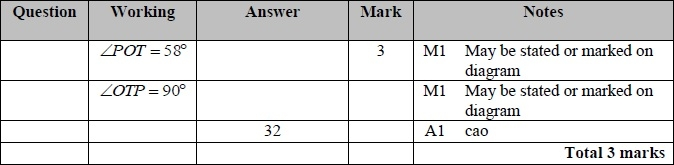 Question Working Answer Mark Notes
∠POT = 58° 3 M1 May be stated or marked on
diagram
∠OTP = 90° M1 May be stated or marked on
diagram
32 A1 cao
Total 3 marks